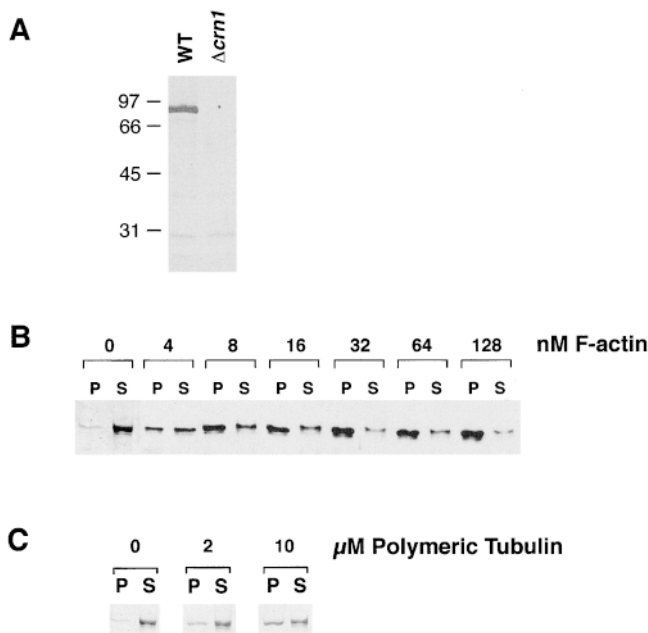 A
WT Δcrn1
97
66
45
31
B
0 4 8 16 32 64 128 nM F-actin
P S P S P S P S P S P S P S
C
0 2 10 μM Polymeric Tubulin
P S P S P S